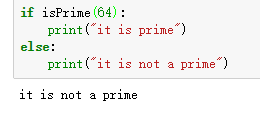 if isPrime(64):
    print("it is prime")
else:
    print("it is not a prime")
it is not a prime